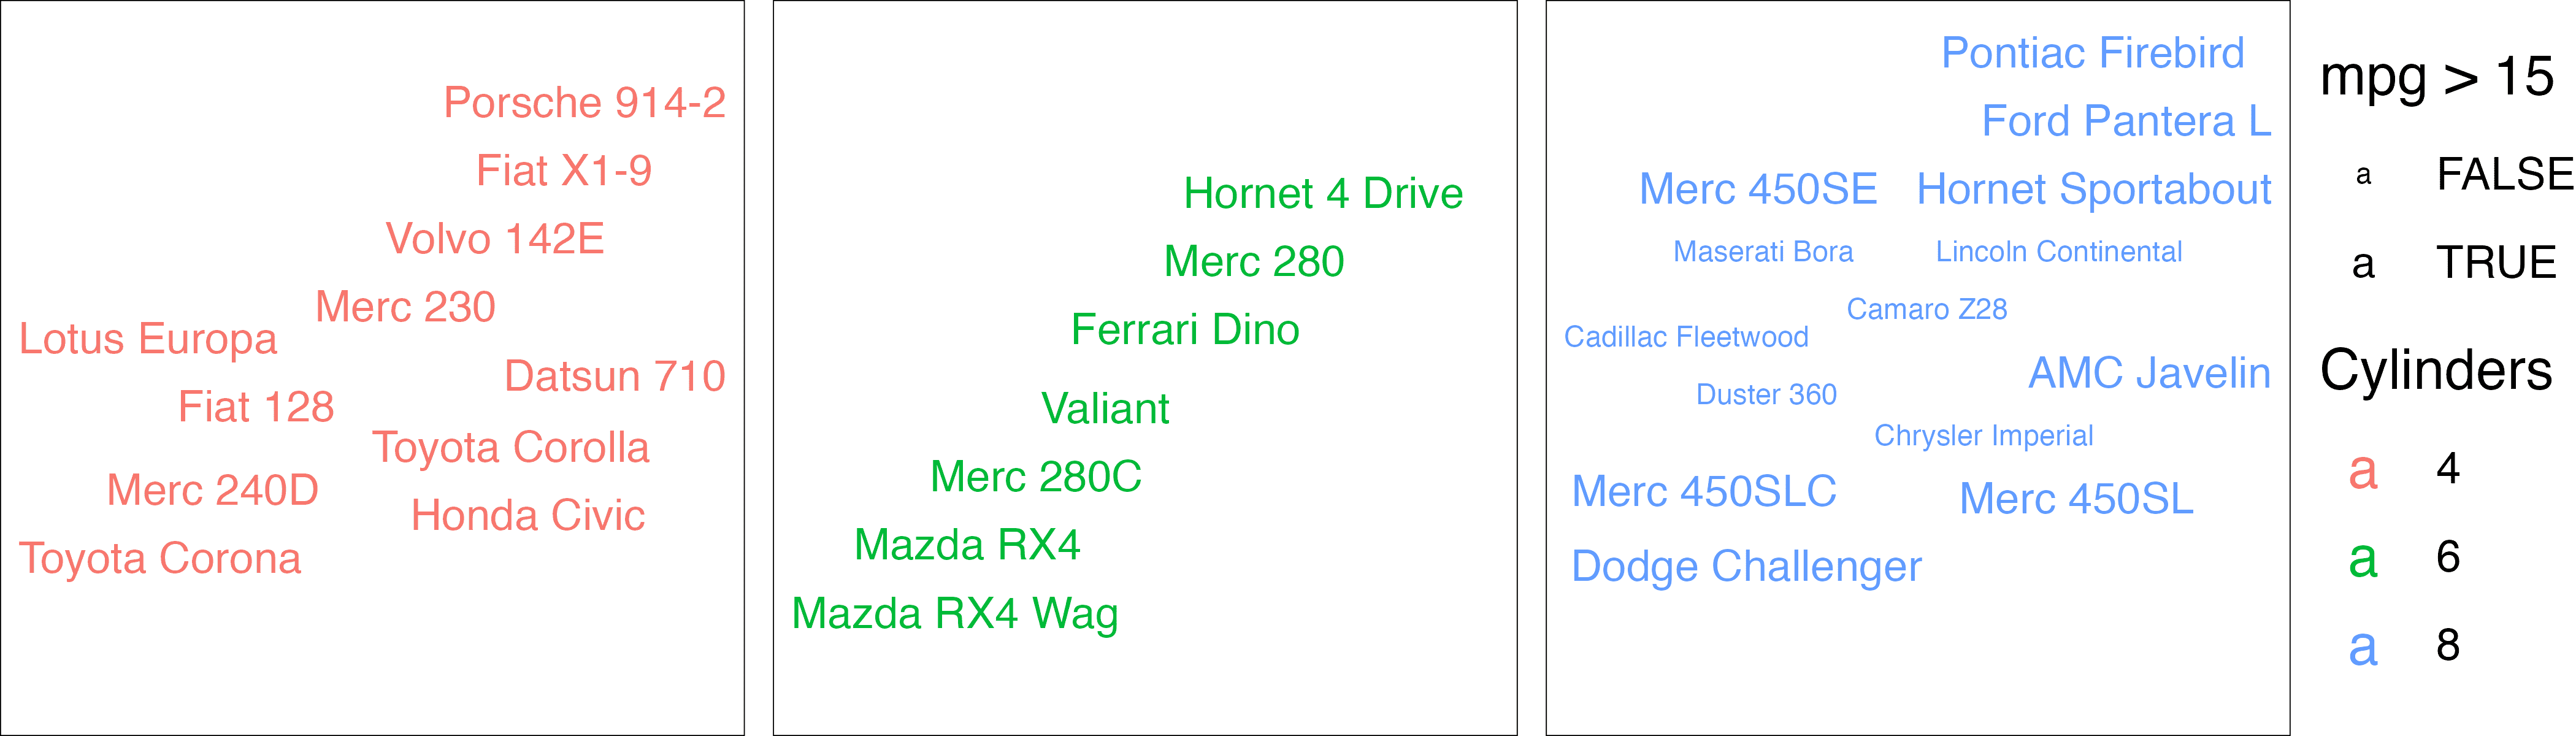 Porsche 914-2
Fiat X1-9
Volvo 142E
Merc 230
Lotus Europa
Datsun 710
Fiat 128
Toyota Corolla
Merc 240D
Honda Civic
Toyota Corona
Hornet 4 Drive
Merc 280
Ferrari Dino
Valiant
Merc 280C
Mazda RX4
Mazda RX4 Wag
Pontiac Firebird
Ford Pantera L
Merc 450SE Hornet Sportabout
Maserati Bora Lincoln Continental
Camaro Z28
Cadillac Fleetwood
AMC Javelin
Duster 360
Chrysler Imperial
Merc 450SLC Merc 450SL
Dodge Challenger
mpg > 15
a FALSE
a TRUE
Cylinders
a 4
a 6
a 8